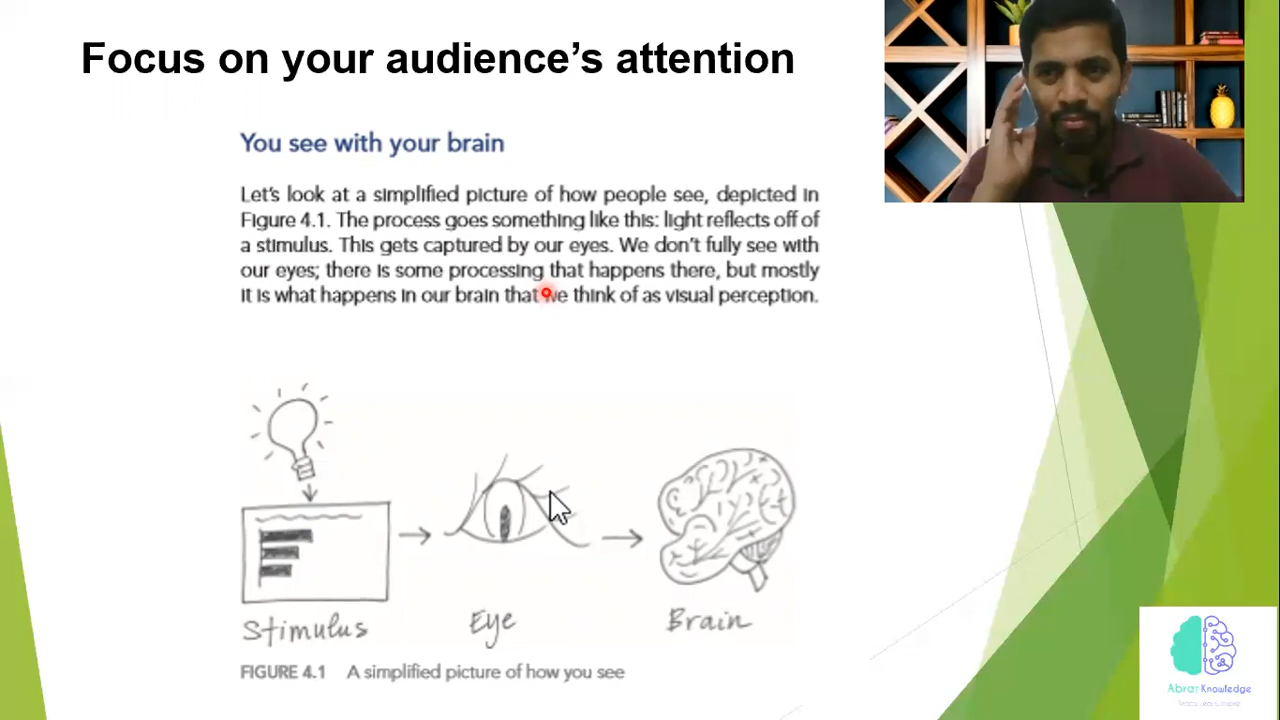 Focus on your audience’s attention
You see with your brain
Let's look at a simplified picture of how people see, depicted in
Figure 4.1. The process goes something like this: light reflects off of
a stimulus. This gets captured by our eyes. We don't fully see with
our eyes; there is some processing that happens there, but mostly
it is what happens in our brain that we think of as visual perception.
Stimulus
Eye
Brain
FIGURE 4.1 A simplified picture of how you see
Abrar Knowledge